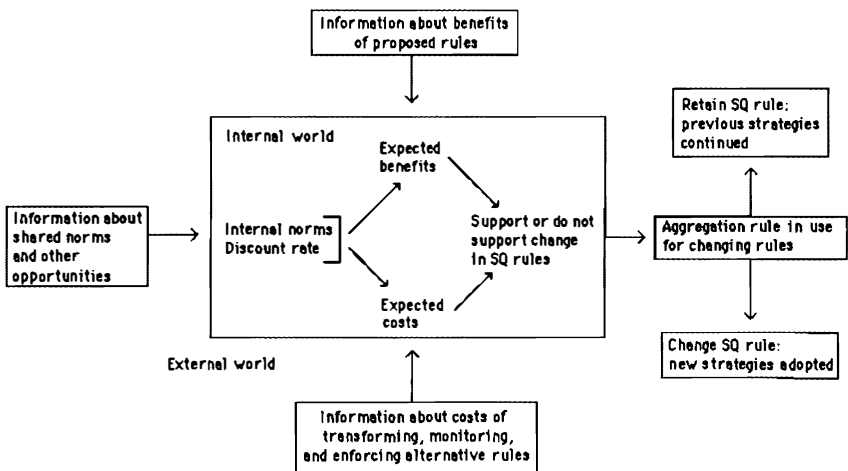 Information about benefits
of proposed rules
Retain SQ rule:
previous strategies
continued
Internal world
Expected
benefits
Information about
shared norms
and other
opportunities
Internal norms
Discount rate
Support or do not
support change
in SQ rules
Aggregation rule in use
for changing rules
Expected
costs
Change SQ rule:
new strategies adopted
External world
Information about costs of
transforming, monitoring,
and enforcing alternative rules